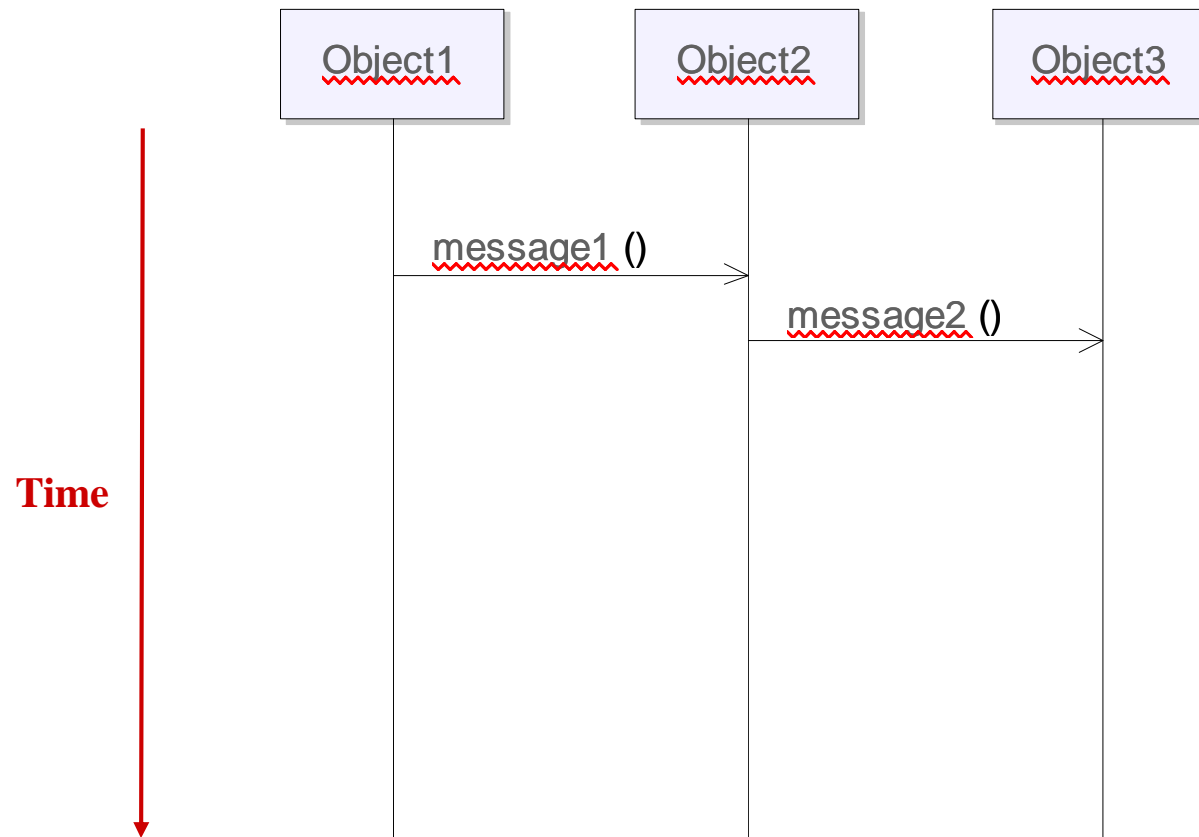 Object1
Object2
Object3
message1 ()
message2 ()
Time